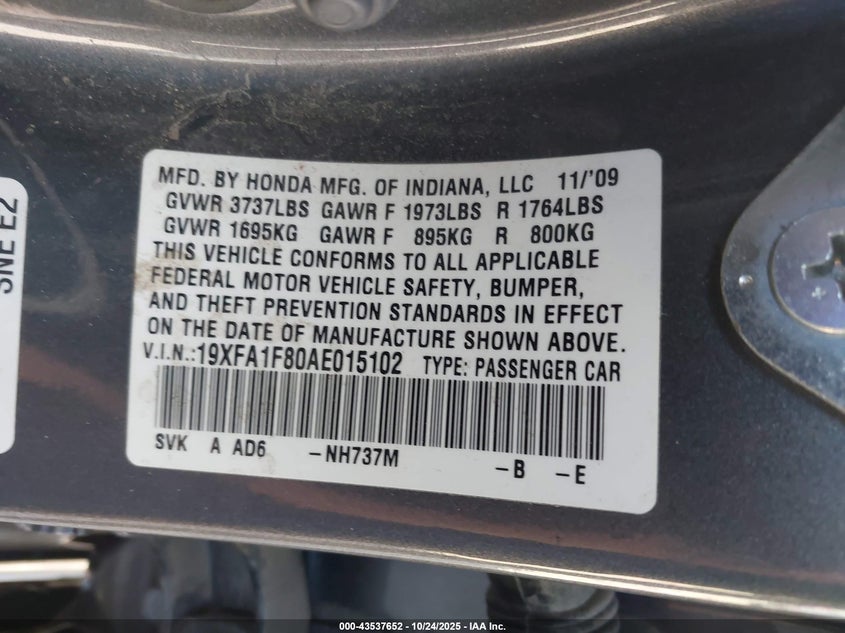 SNE E2
MFD. BY HONDA MFG. OF INDIANA, LLC 11/'09
GVWR 3737LBS GAWR F 1973LBS R 1764LBS
GVWR 1695KG GAWR F 895KG R 800KG
THIS VEHICLE CONFORMS TO ALL APPLICABLE
FEDERAL MOTOR VEHICLE SAFETY, BUMPER,
AND THEFT PREVENTION STANDARDS IN EFFECT
ON THE DATE OF MANUFACTURE SHOWN ABOVE.
V.I.N.:19XFA1F80AE015102 TYPE: PASSENGER CAR
SVK A AD6 -NH737M -B -E
000-43537652 - 10/24/2025 - IAA Inc.